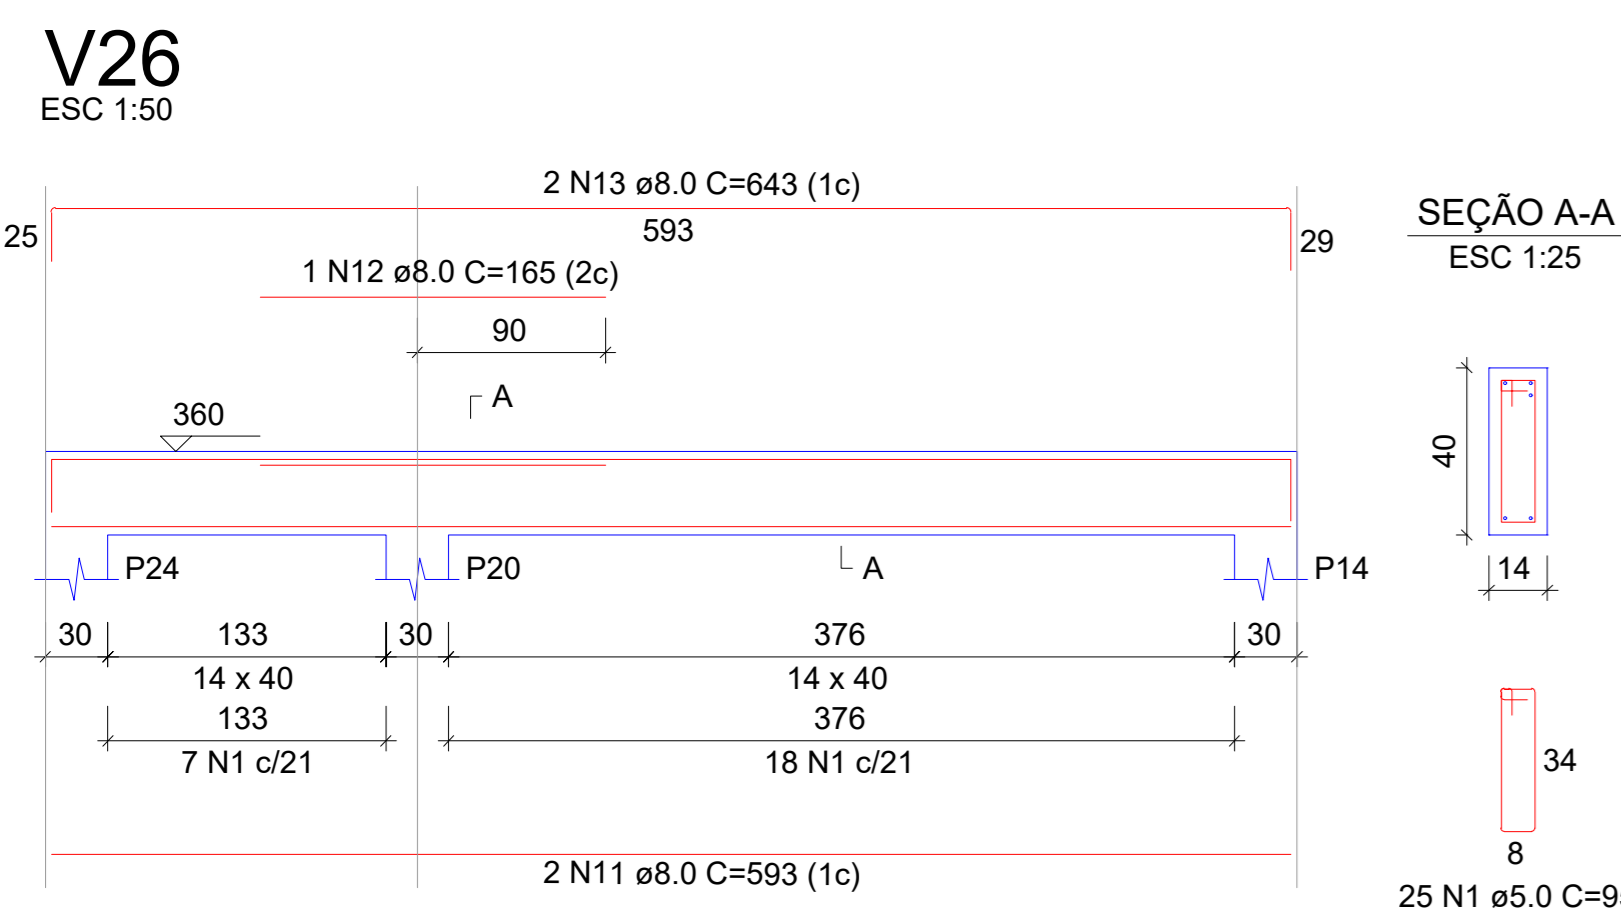 V26
ESC 1:50
2 N13 ø8.0 C=643 (1c)
25
593
29
SEÇÃO A-A
ESC 1:25
1 N12 ø8.0 C=165 (2c)
90
A
360
40
P24
P20
A
P14
14
30
133
30
376
30
14 x 40
14 x 40
133
376
7 N1 c/21
18 N1 c/21
34
8
2 N11 ø8.0 C=593 (1c)
25 N1 ø5.0